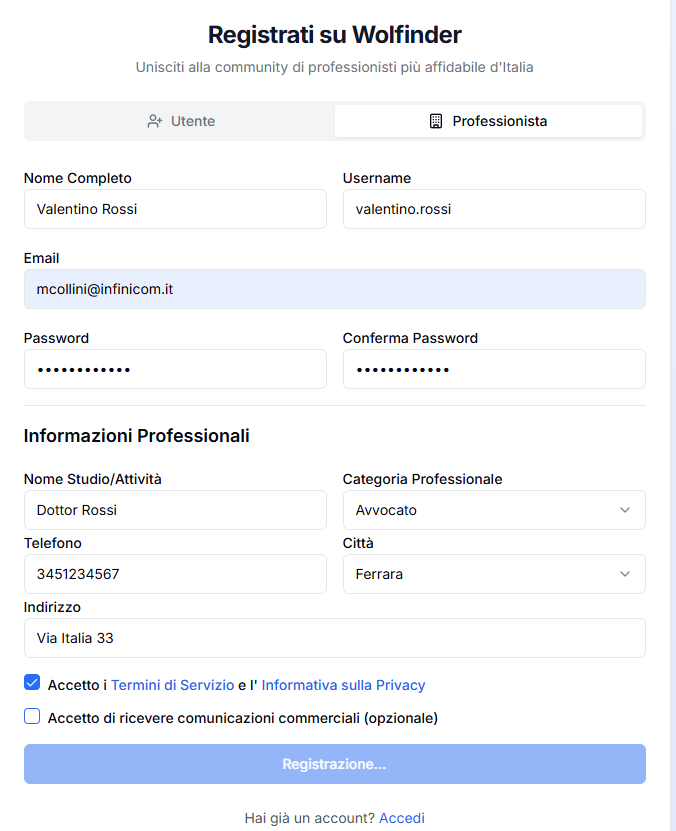 Registrati su Wolfinder
Unisciti alla community di professionisti più affidabile d'Italia
Utente
Professionista
Nome Completo
Username
Valentino Rossi
valentino.rossi
Email
mcollini@infinicom.it
Password
Conferma Password
••••••••••••
••••••••••••
Informazioni Professionali
Nome Studio/Attività
Categoria Professionale
Dottor Rossi
Avvocato
Telefono
Città
3451234567
Ferrara
Indirizzo
Via Italia 33
Accetto i Termini di Servizio e l' Informativa sulla Privacy
Accetto di ricevere comunicazioni commerciali (opzionale)
Registrazione...
Hai già un account? Accedi